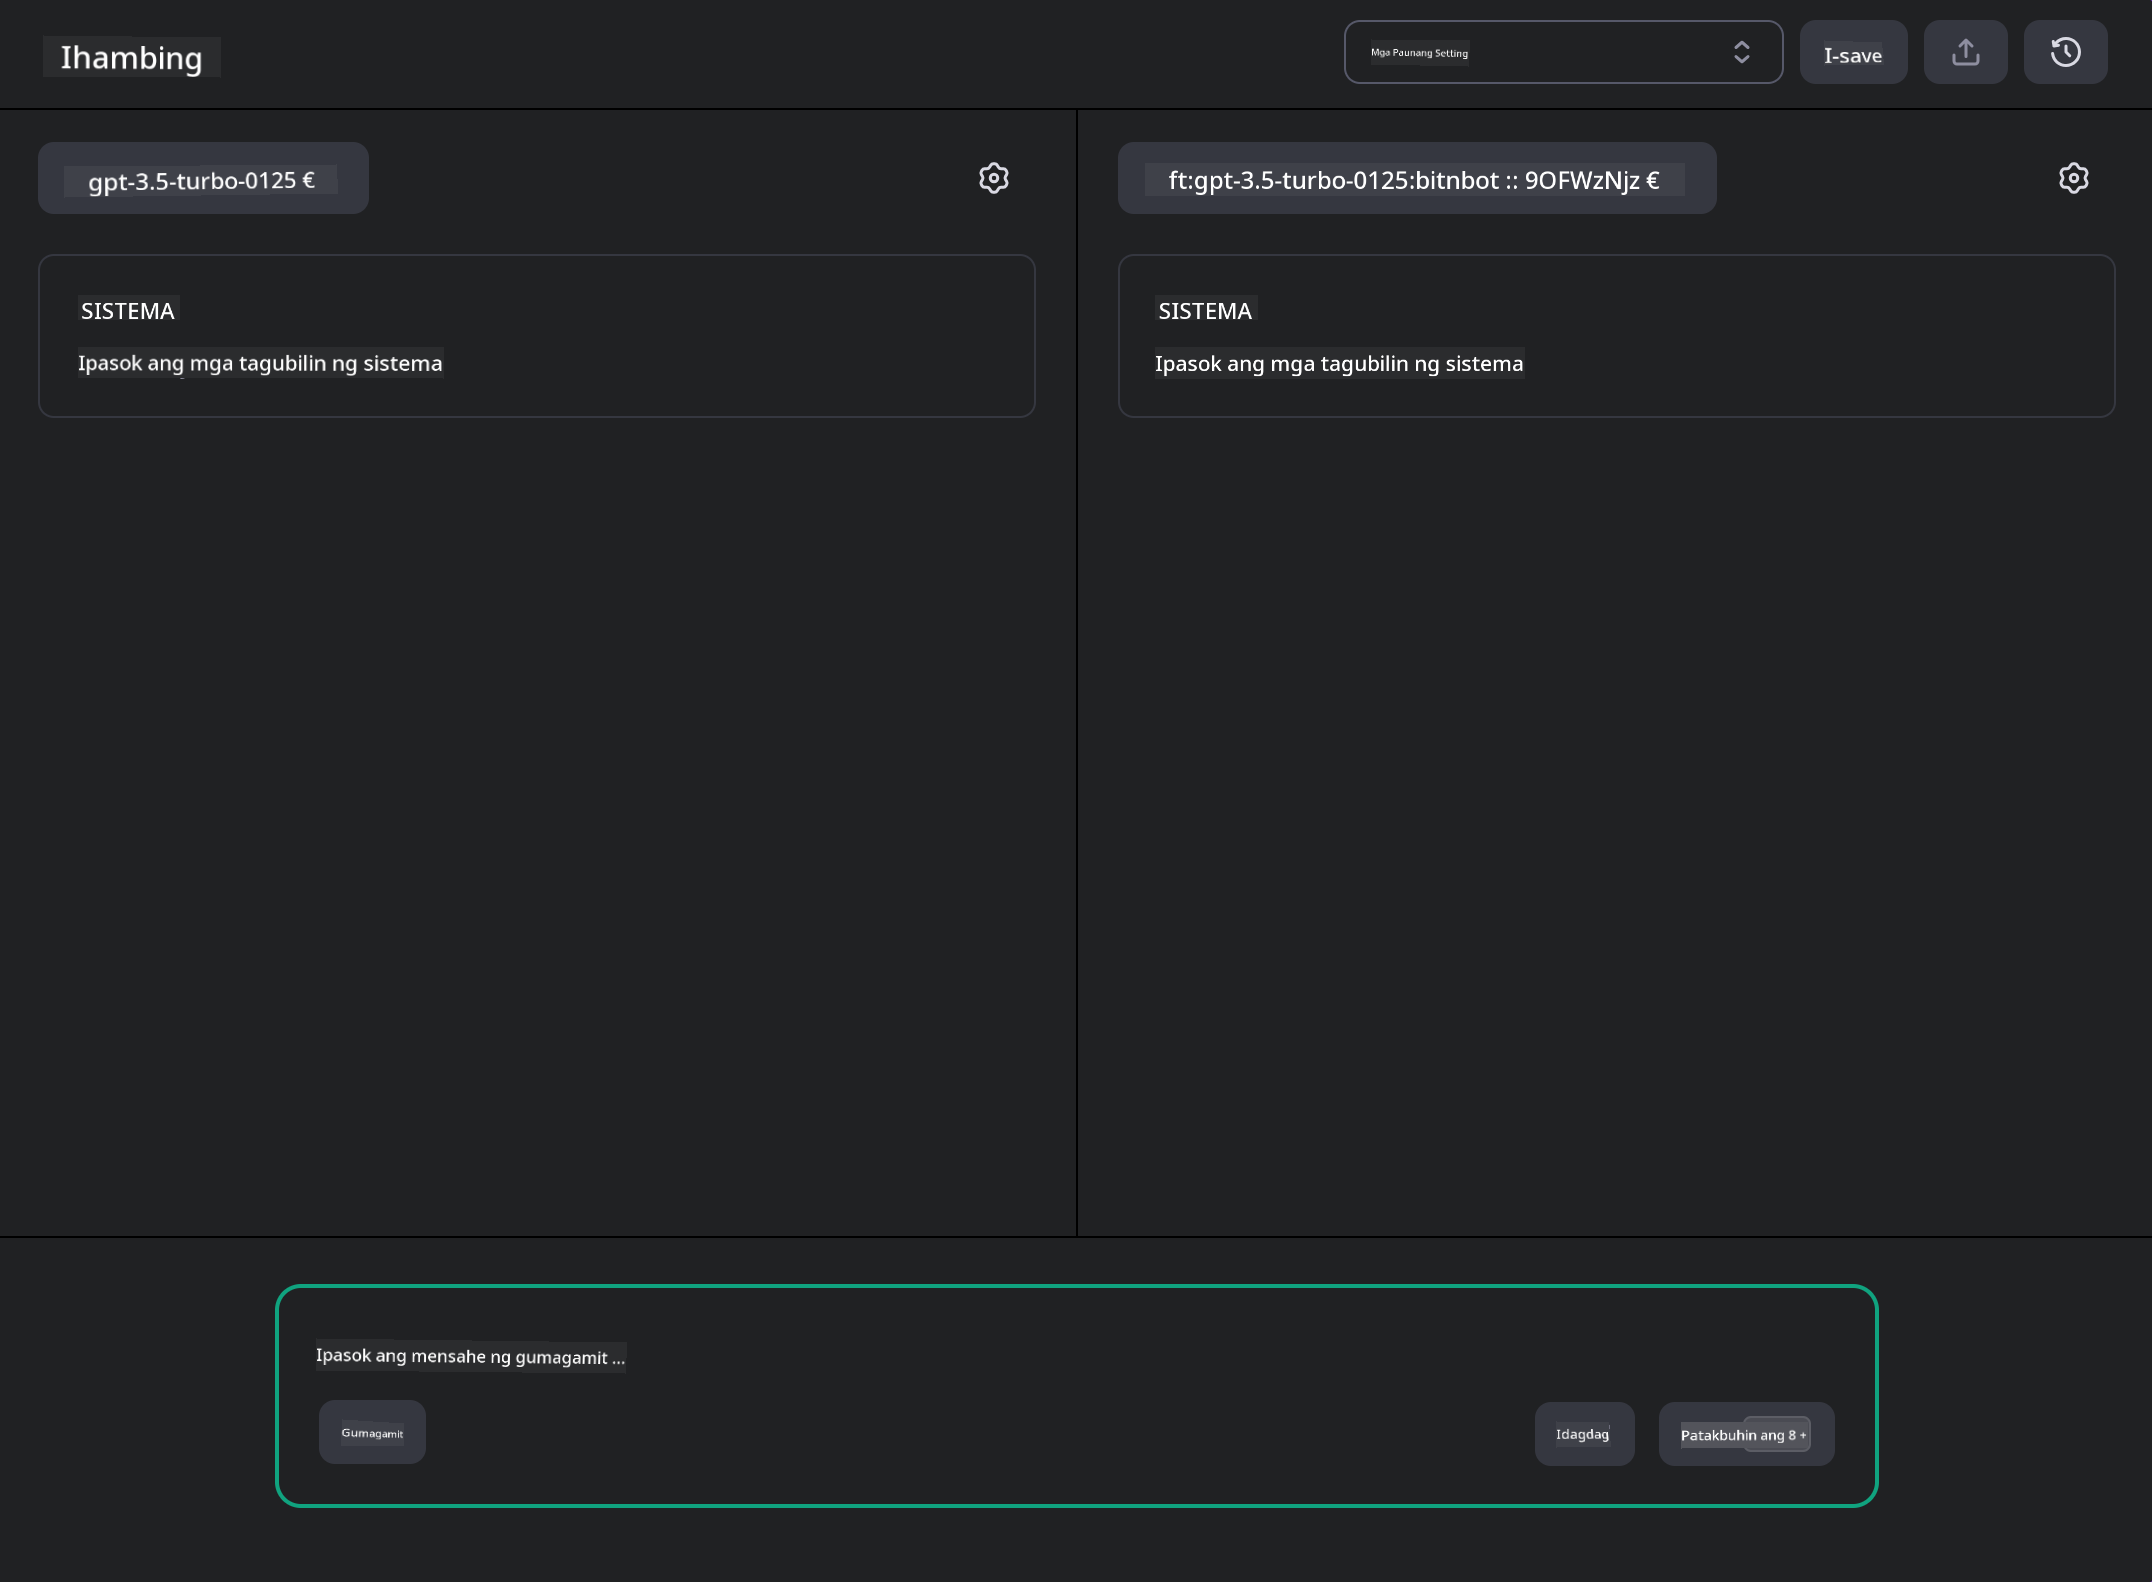 Ihambing
Mga Paunang Setting
I-save
gpt-3.5-turbo-0125 €
ft:gpt-3.5-turbo-0125:bitnbot :: 9OFWzNjz €
SISTEMA
Ipasok ang mga tagubilin ng sistema
SISTEMA
Ipasok ang mga tagubilin ng sistema
Ipasok ang mensahe ng gumagamit ...
Gumagamit
Idagdag
Patakbuhin ang 8 +